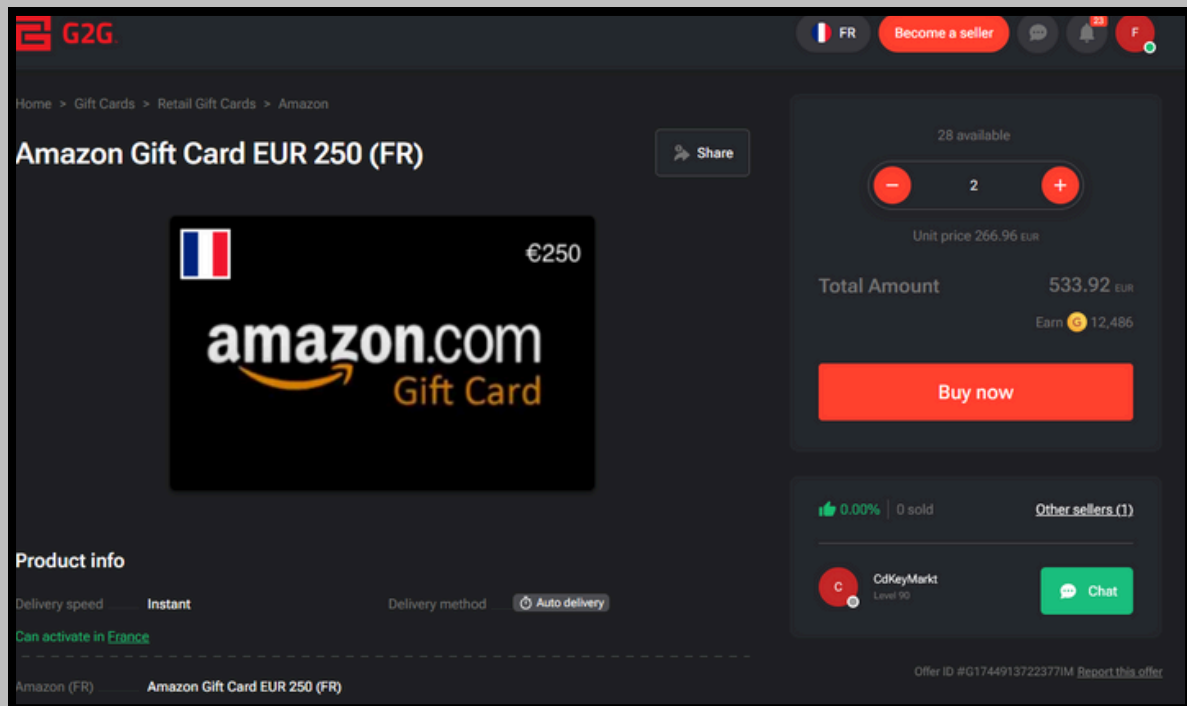 G2G.
FR
Become a seller
23
F
Home > Gift Cards > Retail Gift Cards > Amazon
Amazon Gift Card EUR 250 (FR)
Share
€250
amazon.com
Gift Card
28 available
2
Unit price 266.96 EUR
Total Amount 533.92 EUR
Earn G 12,486
Buy now
0.00% | 0 sold
Other sellers (1)
C
CdKeyMarkt
Level 90
Chat
Product info
Delivery speed Instant
Delivery method Auto delivery
Can activate in France
Amazon (FR) Amazon Gift Card EUR 250 (FR)
Offer ID #G1744913722377IM Report this offer